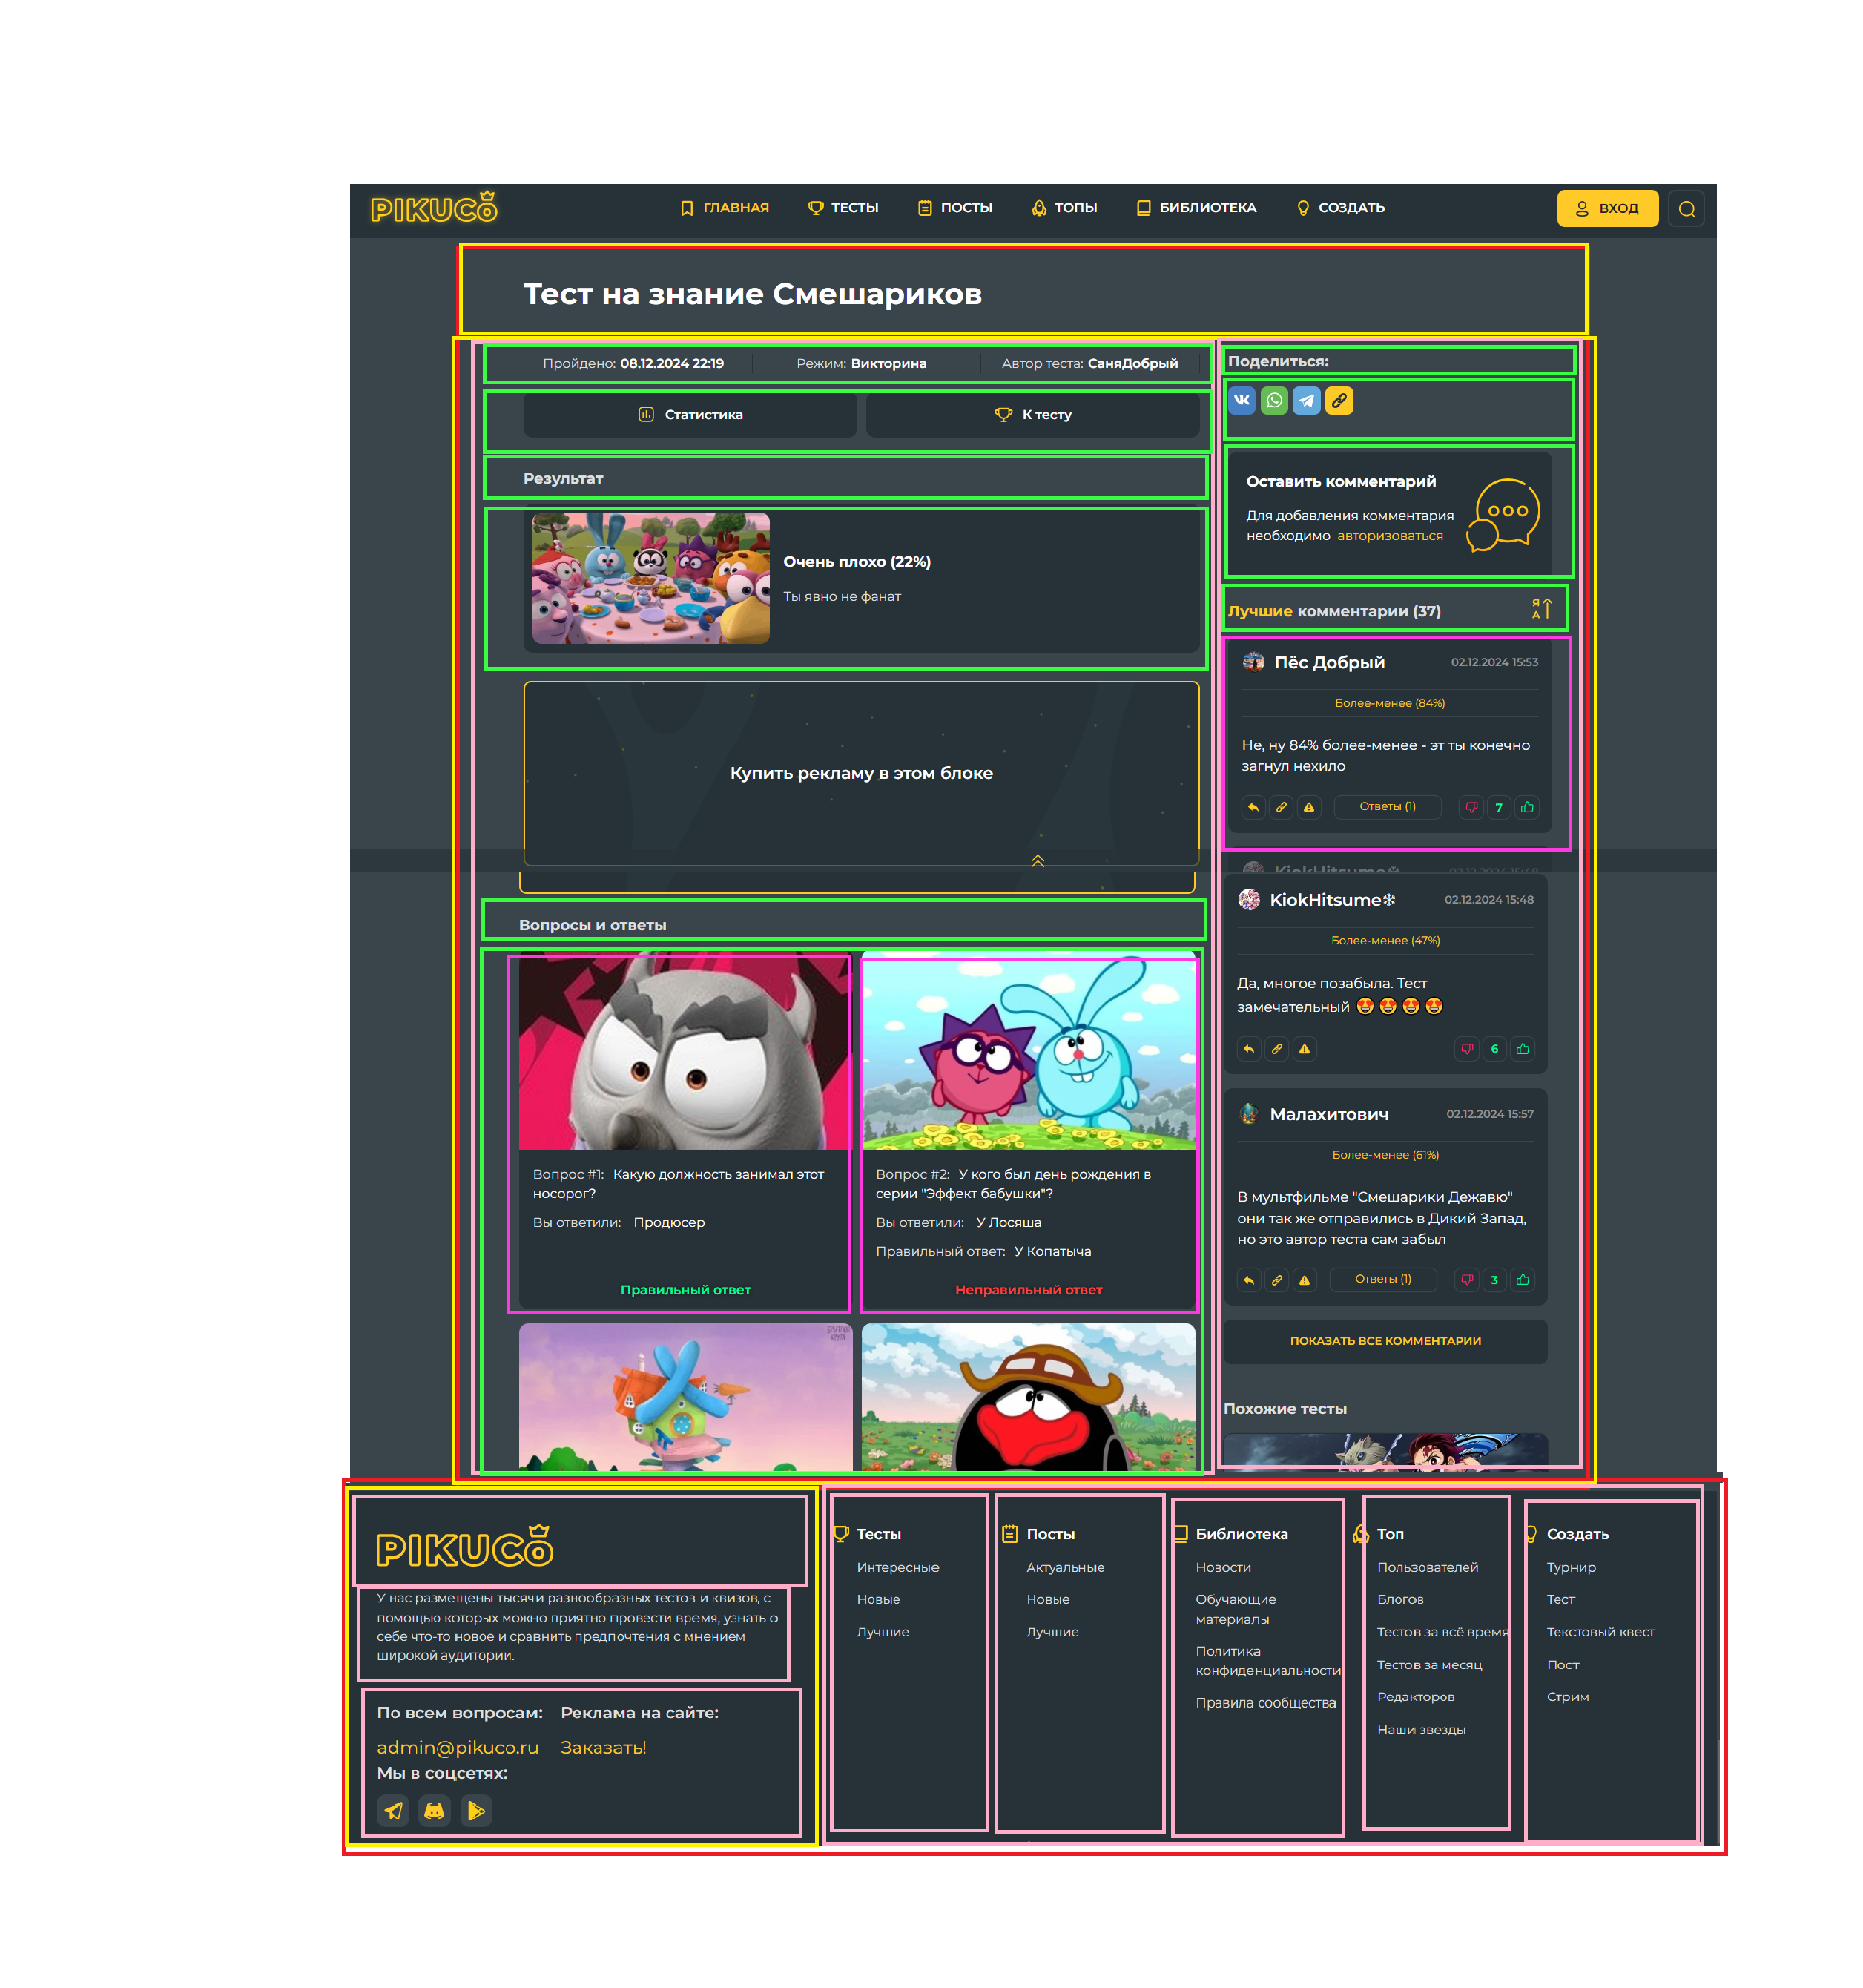 PIKUCO
ГЛАВНАЯ
ТЕСТЫ
ПОСТЫ
ТОПЫ
БИБЛИОТЕКА
СОЗДАТЬ
ВХОД
Тест на знание Смешариков
Пройдено: 08.12.2024 22:19
Режим: Викторина
Автор теста: СаняДобрый
Статистика
К тесту
Результат
Очень плохо (22%)
Ты явно не фанат
Купить рекламу в этом блоке
Вопросы и ответы
Вопрос #1: Какую должность занимал этот
носорог?
Вы ответили: Продюсер
Правильный ответ
Вопрос #2: У кого был день рождения в
серии "Эффект бабушки"?
Вы ответили: У Лосяша
Правильный ответ: У Копатыча
Неправильный ответ
Поделиться:
Оставить комментарий
Для добавления комментария
необходимо авторизоваться
Лучшие комментарии (37)
Я
А
Пёс Добрый
02.12.2024 15:53
Более-менее (84%)
Не, ну 84% более-менее - эт ты конечно
загнул нехило
Ответы (1)
7
KiokHitsume❄
02.12.2024 15:48
KiokHitsume❄
02.12.2024 15:48
Более-менее (47%)
Да, многое позабыла. Тест
замечательный 😍 😍 😍 😍
6
Малахитович
02.12.2024 15:57
Более-менее (61%)
В мультфильме "Смешарики Дежавю"
они так же отправились в Дикий Запад,
но это автор теста сам забыл
Ответы (1)
3
ПОКАЗАТЬ ВСЕ КОММЕНТАРИИ
Похожие тесты
PIKUCO
У нас размещены тысячи разнообразных тестов и квизов, с
помощью которых можно приятно провести время, узнать о
себе что-то новое и сравнить предпочтения с мнением
широкой аудитории.
По всем вопросам:
admin@pikuco.ru
Реклама на сайте:
Заказать!
Мы в соцсетях:
Тесты
Интересные
Новые
Лучшие
Посты
Актуальные
Новые
Лучшие
Библиотека
Новости
Обучающие
материалы
Политика
конфиденциальности
Правила сообщества
Топ
Пользователей
Блогов
Тестов за всё время
Тестов за месяц
Редакторов
Наши звезды
Создать
Турнир
Тест
Текстовый квест
Пост
Стрим